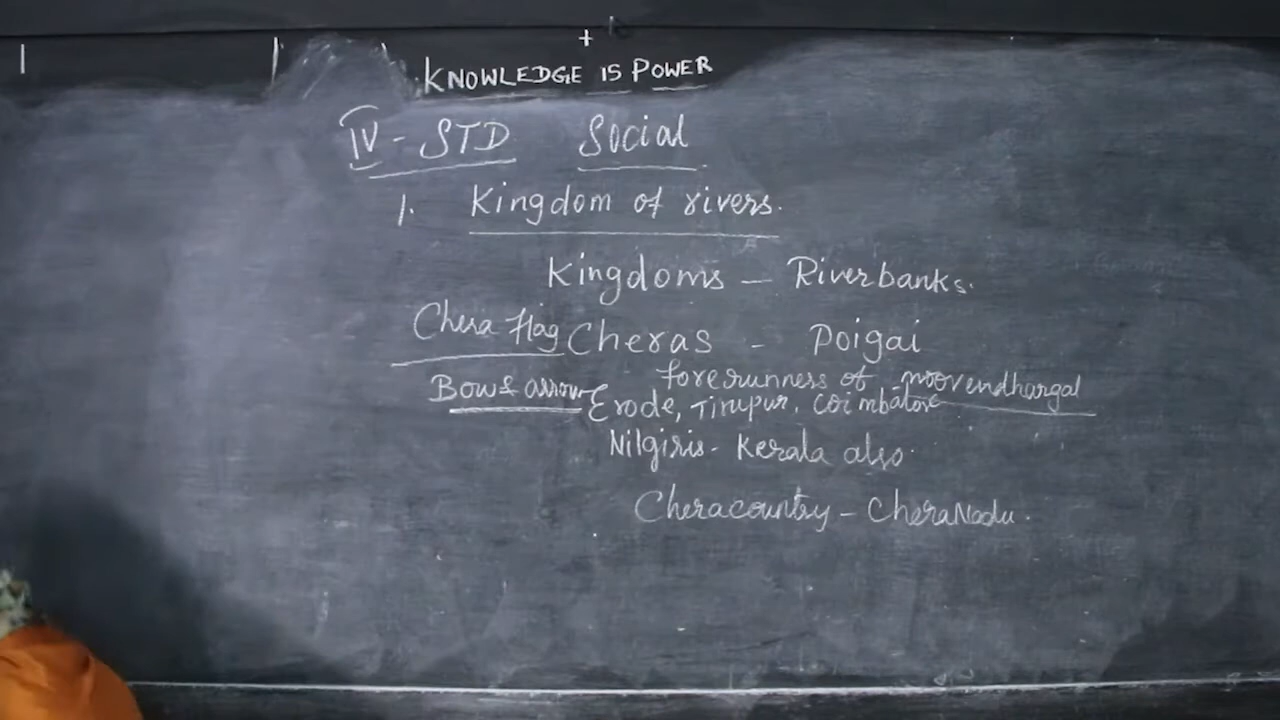 KNOWLEDGE IS POWER
IV - STD Social
1. Kingdom of rivers.
Kingdoms - Riverbanks.
Chera Flag Cheras - Poigai
forerunness of moovendhargal
Bow & arrow Erode, Tirupur, Coimbatore
Nilgiris - Kerala also.
Cheracountry - CheraNadu.